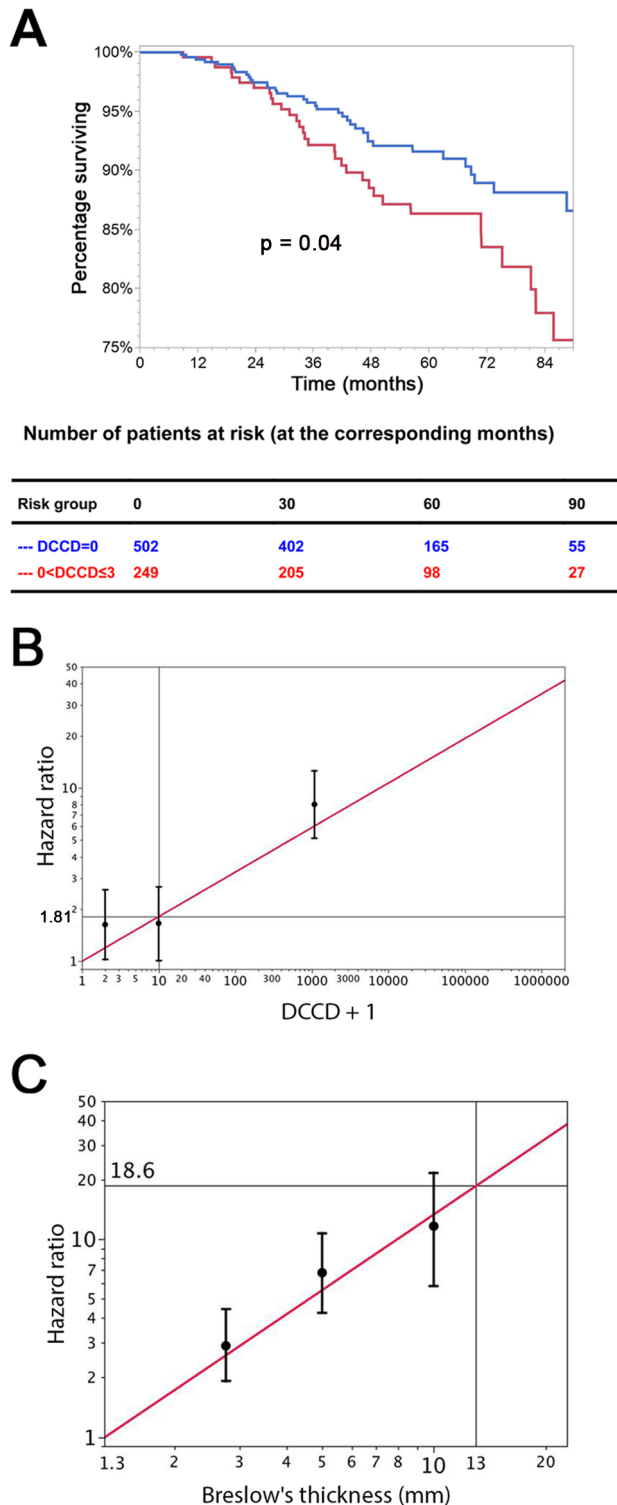 A
100%
95%
90%
85%
80%
75%
Percentage surviving
p = 0.04
0 12 24 36 48 60 72 84
Time (months)
Number of patients at risk (at the corresponding months)
Risk group 0 30 60 90
--- DCCD=0 502 402 165 55
--- 0<DCCD≤3 249 205 98 27
B
50
40
30
20
10
8
7
6
5
4
3
2
1.81
1
Hazard ratio
1 2 3 5 10 20 40 100 300 1000 3000 10000 100000 1000000
DCCD + 1
C
50
40
30
20
18.6
10
7
5
4
3
2
1
Hazard ratio
1.3 2 3 4 5 6 7 8 10 13 20
Breslow's thickness (mm)